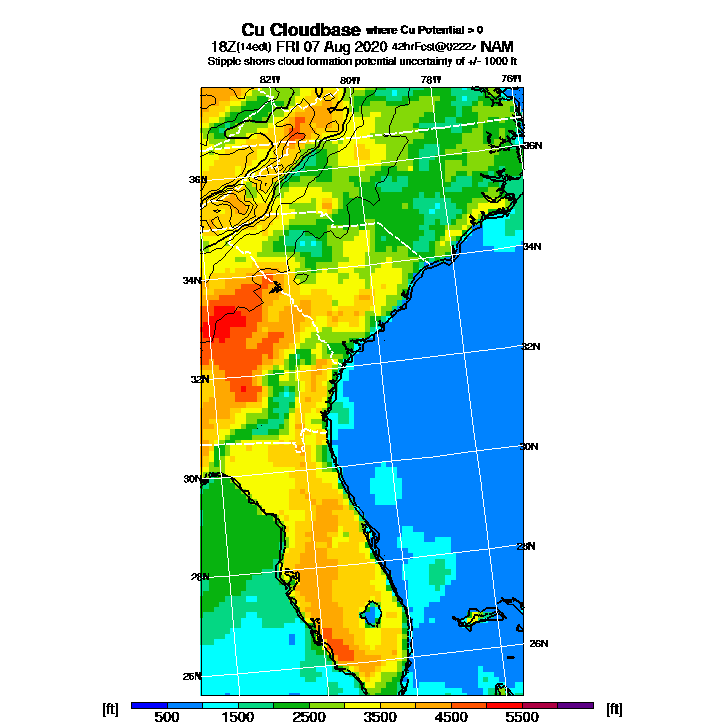 Cu Cloudbase where Cu Potential > 0
18Z(14edt) FRI 07 Aug 2020 42hrFcst@0222z NAM
Stipple shows cloud formation potential uncertainty of +/- 1000 ft
82W 80W 78W 76W
36N
36N
34N
34N
32N
32N
30N
30N
28N
28N
26N
26N
[ft] 500 1500 2500 3500 4500 5500 [ft]